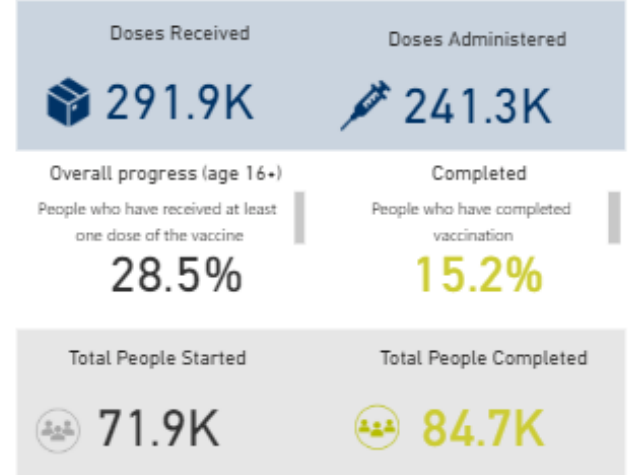 Doses Received
Doses Administered
291.9K
241.3K
Overall progress (age 16+)
Completed
People who have received at least
one dose of the vaccine
People who have completed
vaccination
28.5%
15.2%
Total People Started
Total People Completed
71.9K
84.7K